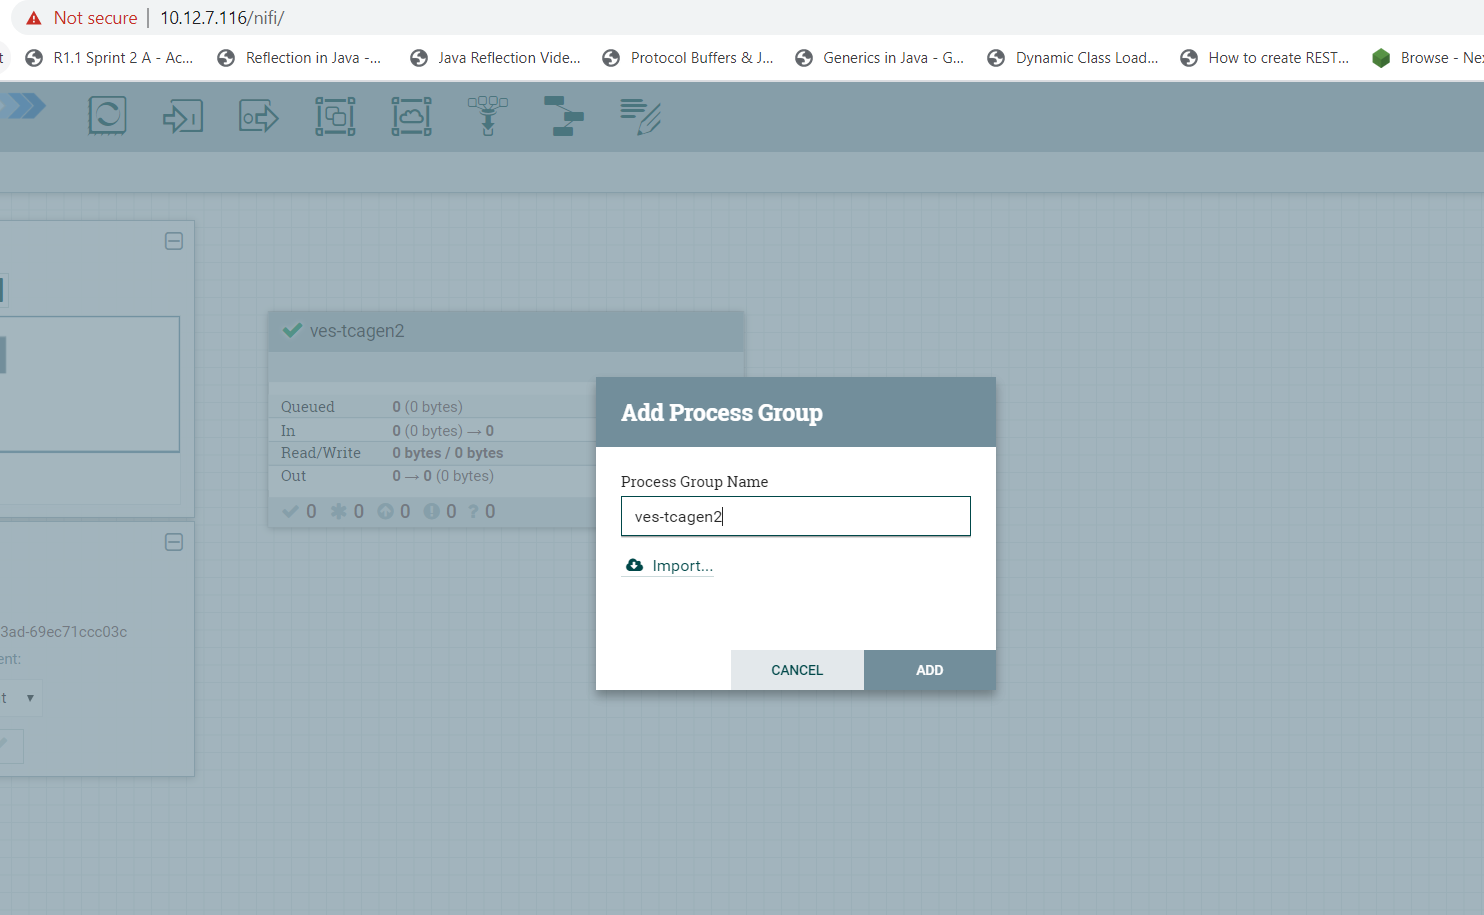 Not secure | 10.12.7.116/nifi/
t R1.1 Sprint 2 A - Ac... Reflection in Java -... Java Reflection Vide... Protocol Buffers & J... Generics in Java - G... Dynamic Class Load... How to create REST... Browse - Ne
ves-tcagen2
Queued 0 (0 bytes)
In 0 (0 bytes) → 0
Read/Write 0 bytes / 0 bytes
Out 0 → 0 (0 bytes)
0 0 0 0 ? 0
Add Process Group
Process Group Name
ves-tcagen2
Import...
CANCEL ADD
3ad-69ec71ccc03c
ent:
t